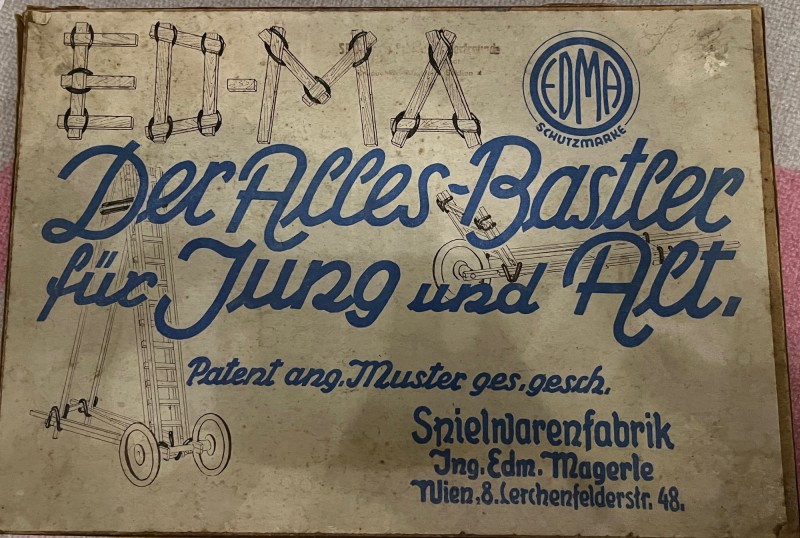 ED-MA
EDMA
SCHUTZMARKE
Der Alles-Bastler
für Jung und Alt.
Patent ang. Muster ges. gesch.
Spielwarenfabrik
Ing. Edm. Magerle
Wien, 8. Lerchenfelderstr. 48.